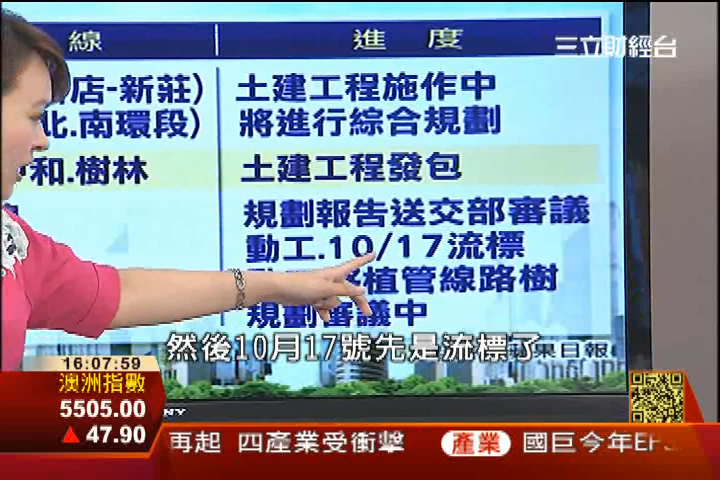 線 進 度
三立財經台
店-新莊) 土建工程施作中
北.南環段) 將進行綜合規劃
和.樹林 土建工程發包
規劃報告送交部審議
動工.10/17流標
植管線路樹
規劃審議中
然後10月17號先是流標了
蘋果日報
16:07:59
澳洲指數
5505.00
▲ 47.90
再起 四產業受衝擊 產業 國巨今年EPS